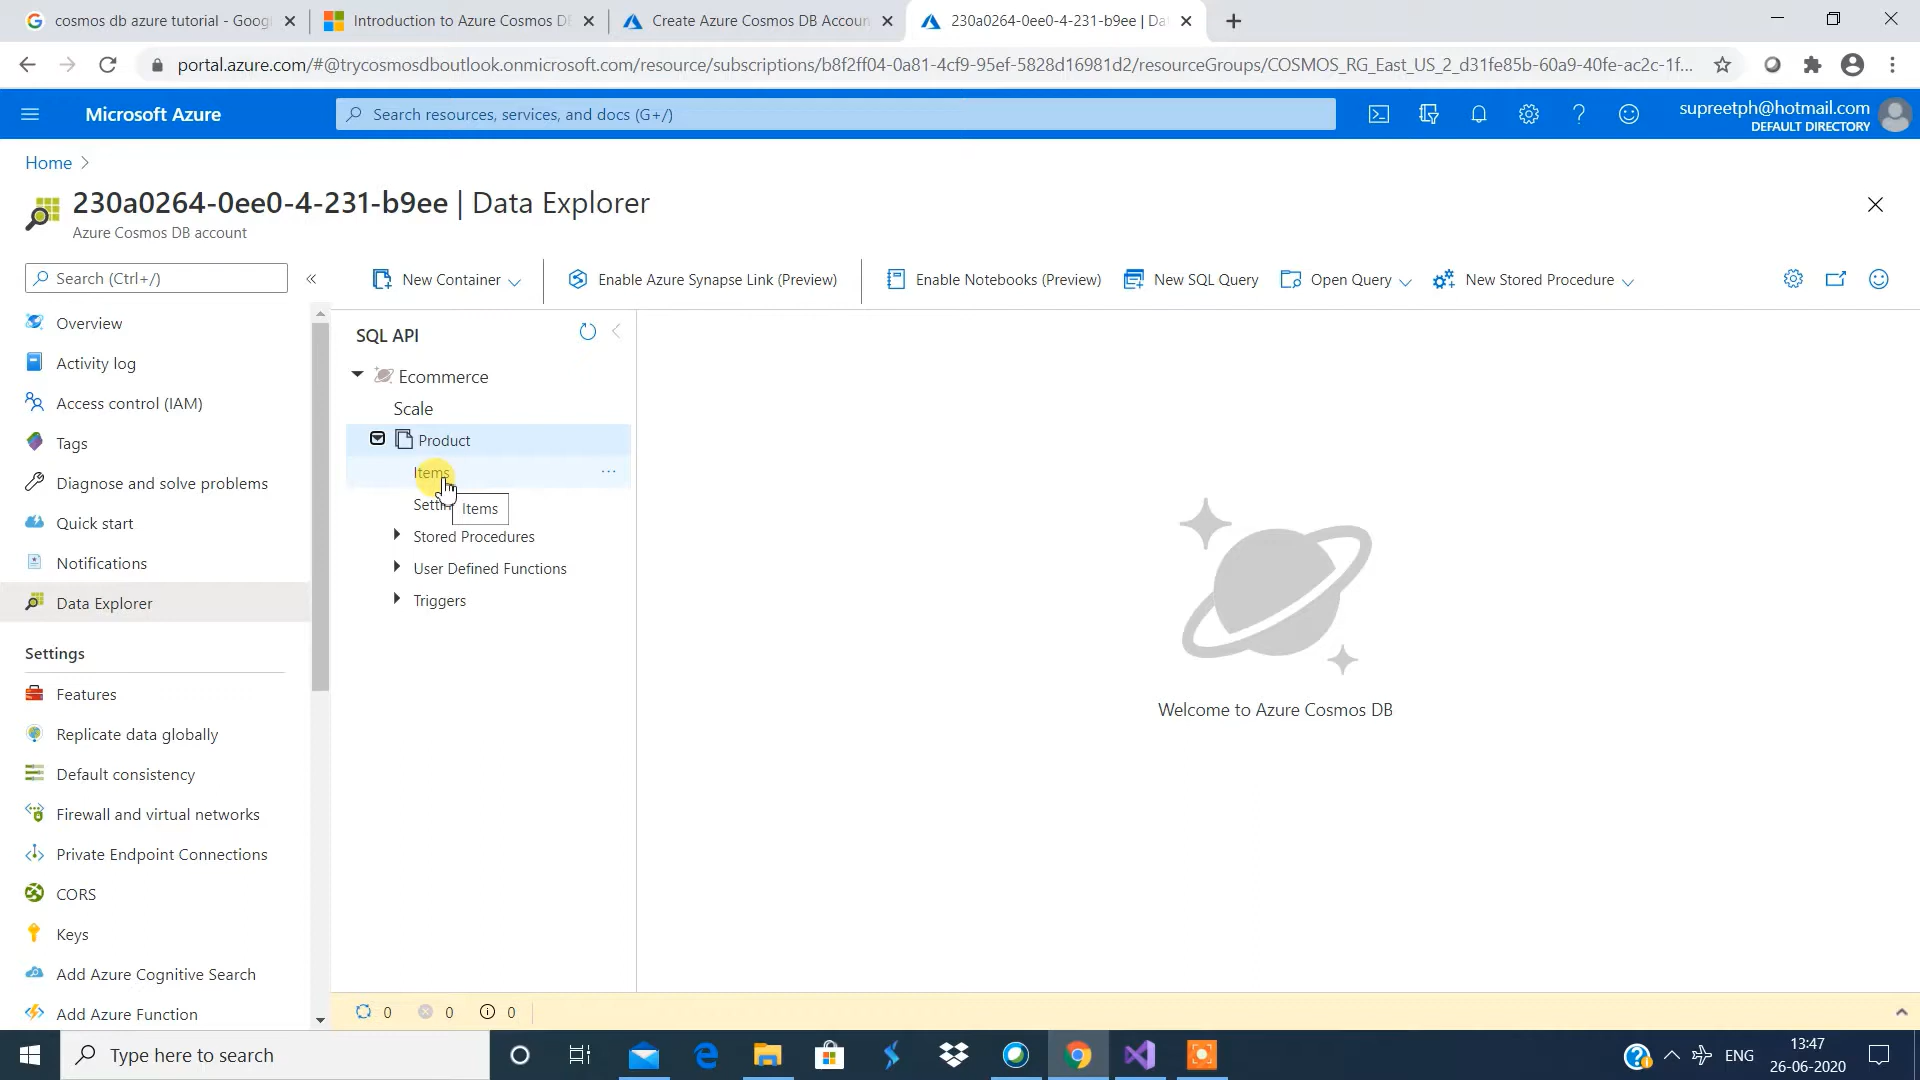 cosmos db azure tutorial - Goog
Introduction to Azure Cosmos D
Create Azure Cosmos DB Accoun
230a0264-0ee0-4-231-b9ee | Da
portal.azure.com/#@trycosmosdboutlook.onmicrosoft.com/resource/subscriptions/b8f2ff04-0a81-4cf9-95ef-5828d16981d2/resourceGroups/COSMOS_RG_East_US_2_d31fe85b-60a9-40fe-ac2c-1f...
Microsoft Azure
Search resources, services, and docs (G+/)
supreetph@hotmail.com
DEFAULT DIRECTORY
Home
230a0264-0ee0-4-231-b9ee | Data Explorer
Azure Cosmos DB account
Search (Ctrl+/)
New Container
Enable Azure Synapse Link (Preview)
Enable Notebooks (Preview)
New SQL Query
Open Query
New Stored Procedure
Overview
Activity log
Access control (IAM)
Tags
Diagnose and solve problems
Quick start
Notifications
Data Explorer
Settings
Features
Replicate data globally
Default consistency
Firewall and virtual networks
Private Endpoint Connections
CORS
Keys
Add Azure Cognitive Search
Add Azure Function
SQL API
Ecommerce
Scale
Product
Items
Items
Stored Procedures
User Defined Functions
Triggers
Welcome to Azure Cosmos DB
0 0 0
Type here to search
ENG
13:47
26-06-2020